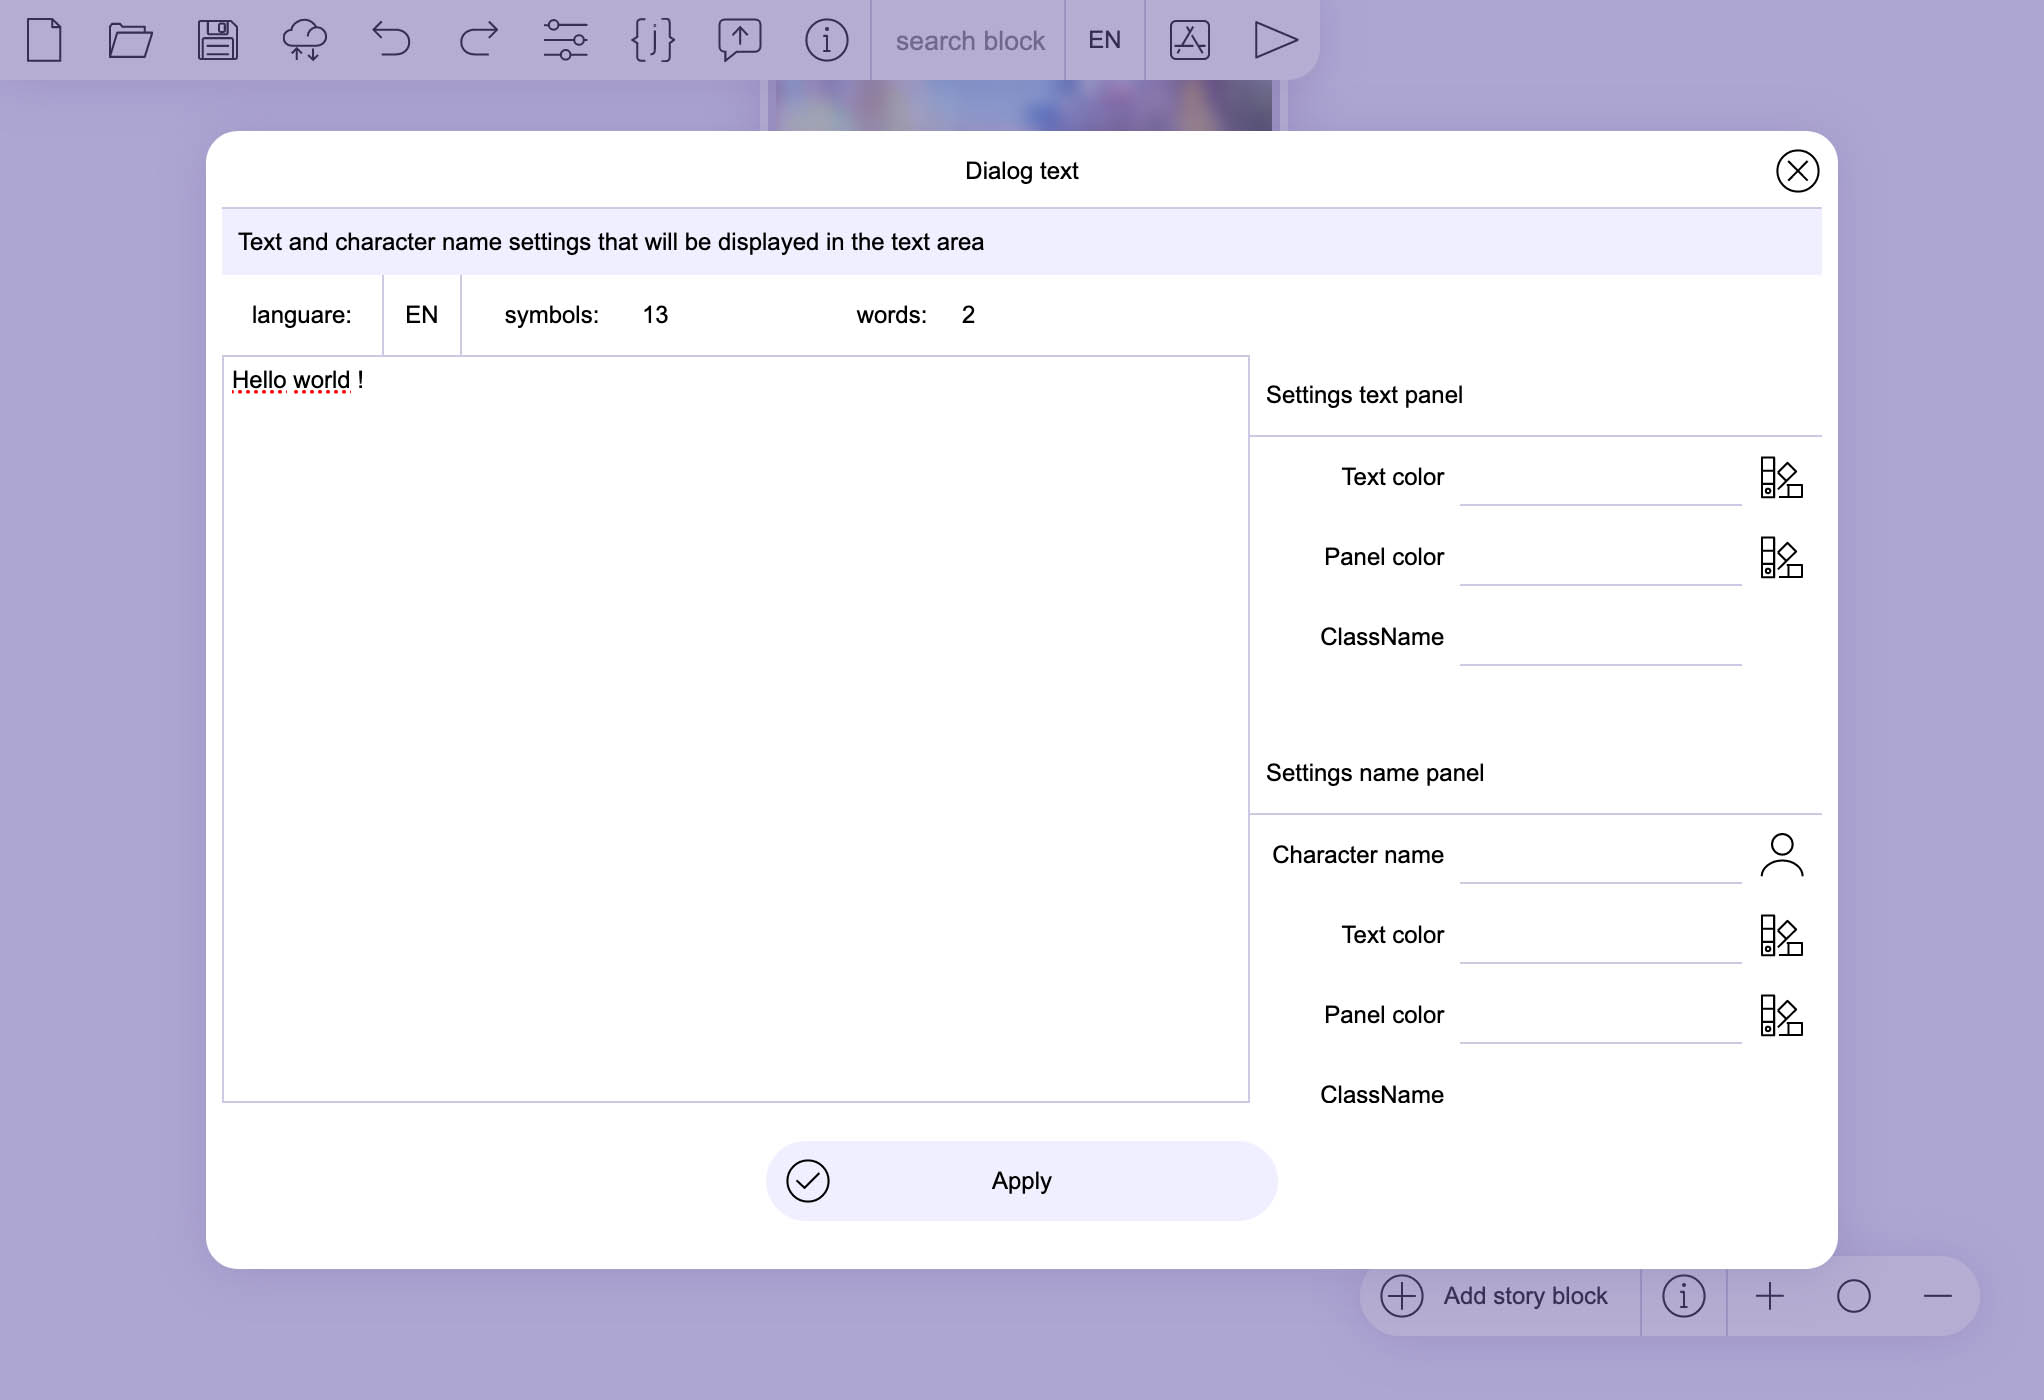 search block
EN
Dialog text
Text and character name settings that will be displayed in the text area
languare: EN symbols: 13 words: 2
Hello world !
Settings text panel
Text color
Panel color
ClassName
Settings name panel
Character name
Text color
Panel color
ClassName
Apply
Add story block